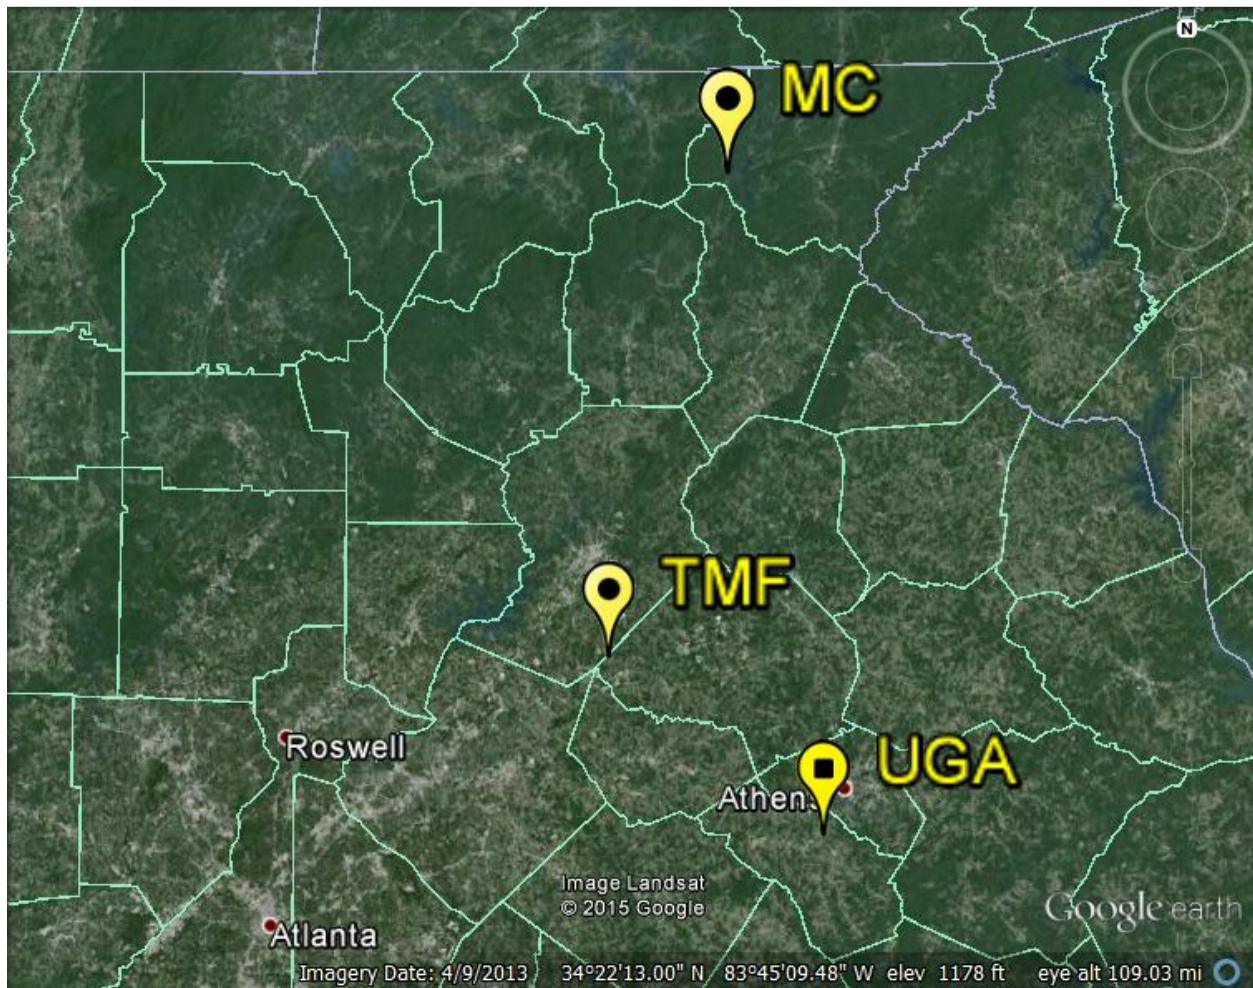 N
MC
TMF
UGA
Roswell
Athens
Image Landsat
© 2015 Google
Google earth
Atlanta
Imagery Date: 4/9/2013 34°22'13.00" N 83°45'09.48" W elev 1178 ft eye alt 109.03 mi